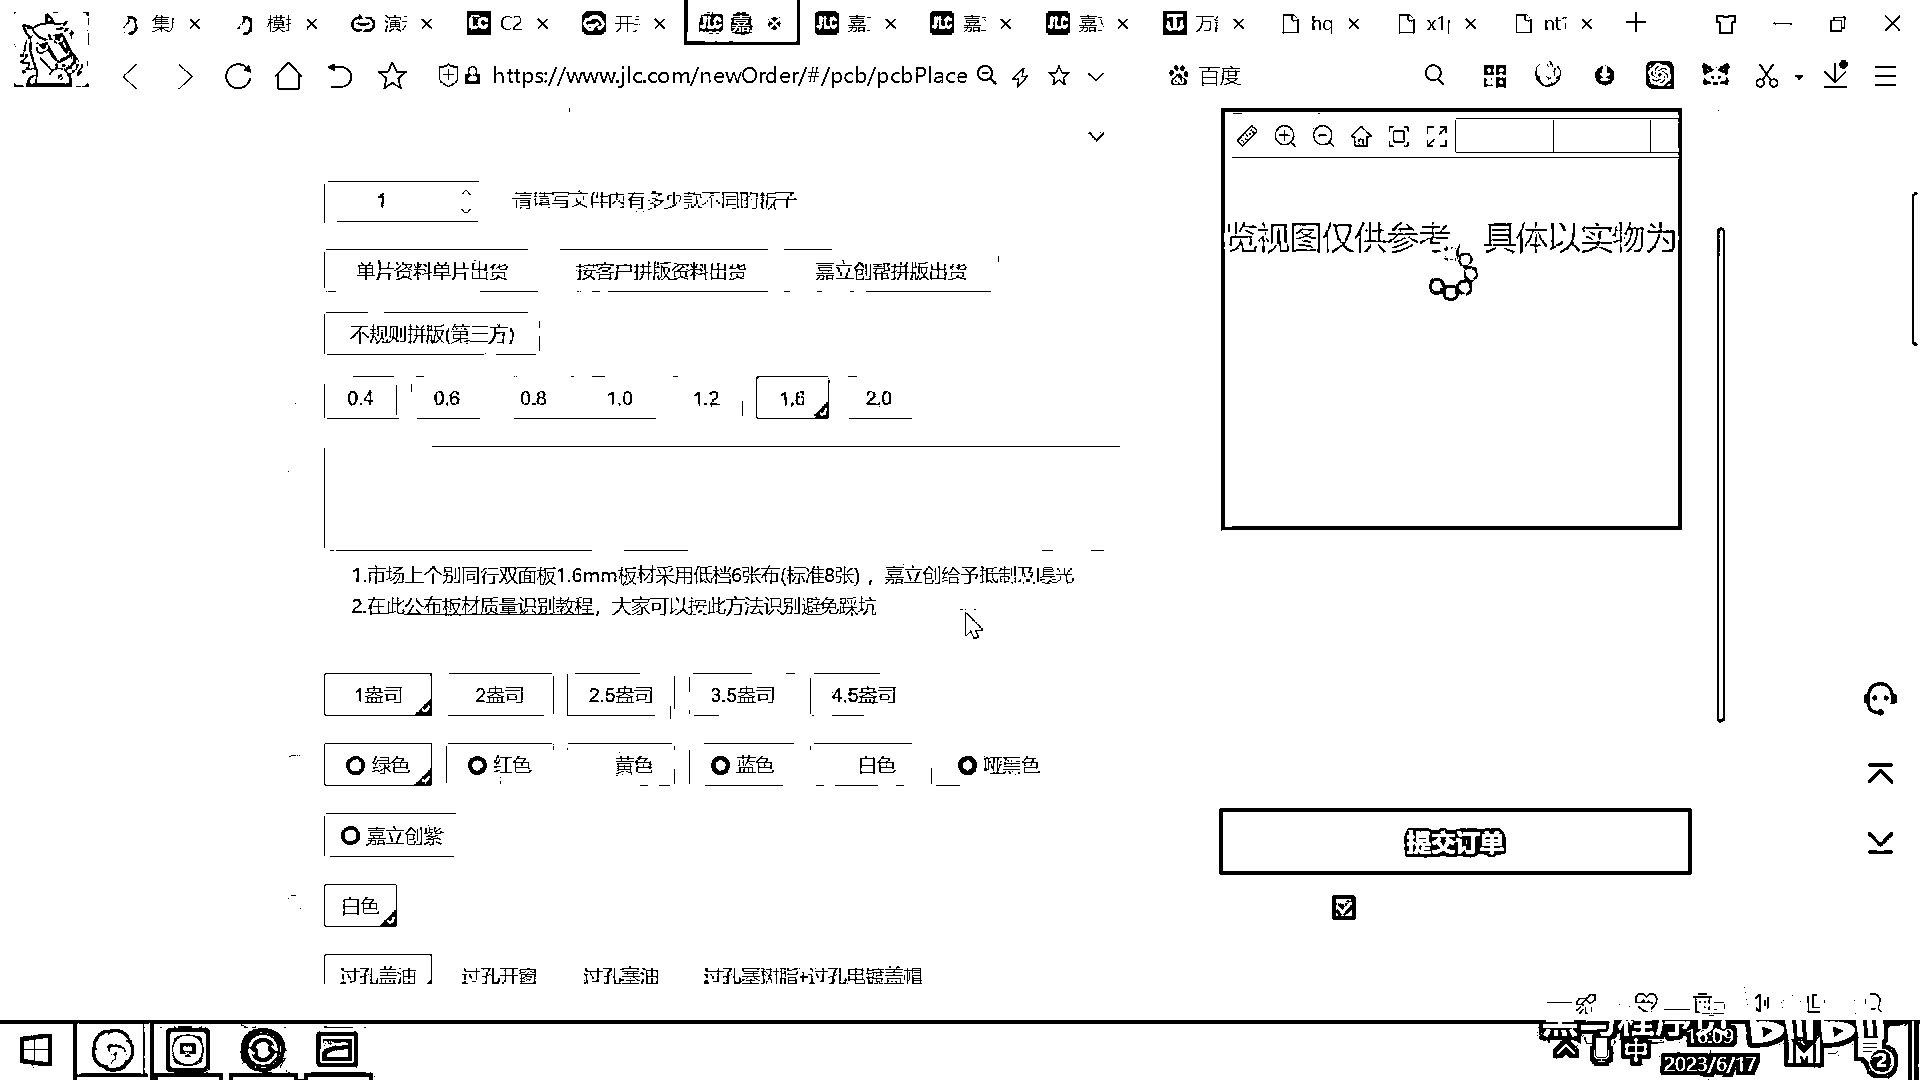 集
模
演
C2
开
嘉
嘉
嘉
嘉
万
hq
x1
nt
https://www.jlc.com/newOrder/#/pcb/pcbPlace
百度
1
请填写文件内有多少款不同的板子
单片资料单片出货 按客户拼版资料出货 嘉立创帮拼版出货
不规则拼版(第三方)
0.4 0.6 0.8 1.0 1.2 1.6 2.0
1.市场上个别同行双面板1.6mm板材采用低档6张布(标准8张)，嘉立创给予抵制及曝光
2.在此公布板材质量识别教程，大家可以按此方法识别避免踩坑
1盎司 2盎司 2.5盎司 3.5盎司 4.5盎司
绿色 红色 黄色 蓝色 白色 哑黑色
嘉立创紫
白色
过孔盖油 过孔开窗 过孔塞油 过孔塞树脂+过孔电镀盖帽
览视图仅供参考，具体以实物为
提交订单
黑马程序员
中
16:09
2023/6/17
2